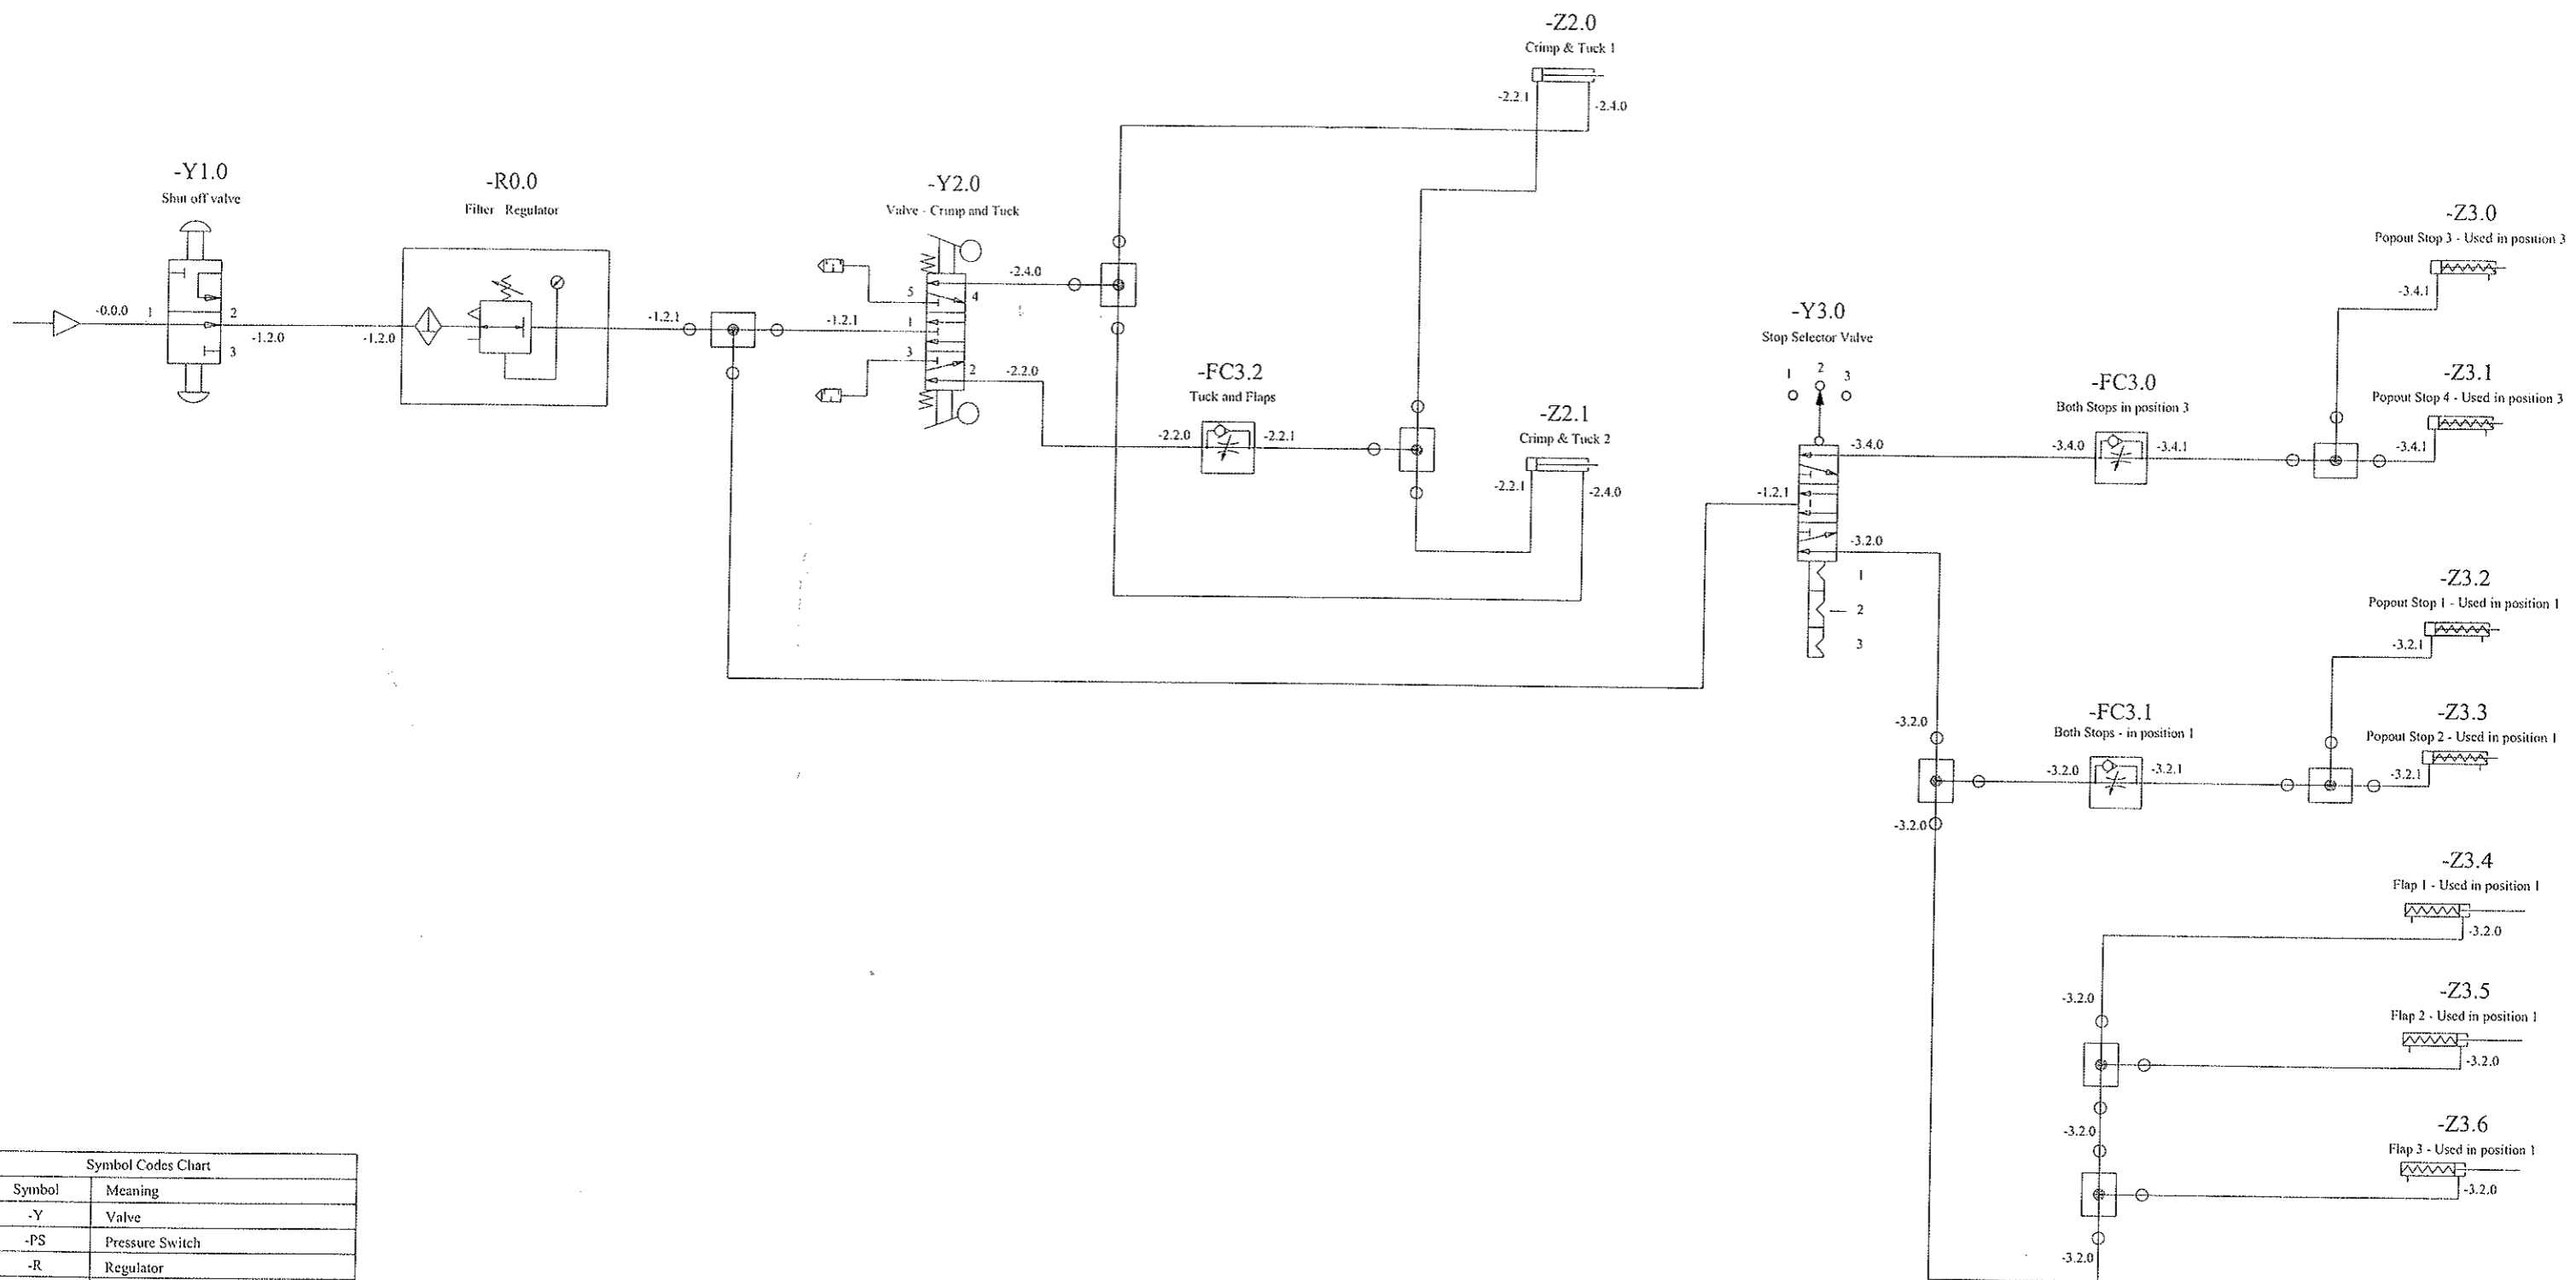 -Z2.0
Crimp & Tuck 1
-2.2.1
-2.4.0
-Y1.0
Shut off valve
-0.0.0
1
2
3
-1.2.0
-R0.0
Filter Regulator
-1.2.0
-1.2.1
-1.2.1
-Y2.0
Valve - Crimp and Tuck
5
4
1
3
2
-2.4.0
-2.2.0
-FC3.2
Tuck and Flaps
-2.2.0
-2.2.1
-Z2.1
Crimp & Tuck 2
-2.2.1
-2.4.0
-Y3.0
Stop Selector Valve
1 2 3
-1.2.1
-3.4.0
-3.2.0
1
2
3
-FC3.0
Both Stops in position 3
-3.4.0
-3.4.1
-Z3.0
Popout Stop 3 - Used in position 3
-3.4.1
-Z3.1
Popout Stop 4 - Used in position 3
-3.4.1
-Z3.2
Popout Stop 1 - Used in position 1
-3.2.1
-3.2.0
-3.2.0
-FC3.1
Both Stops - in position 1
-3.2.0
-3.2.1
-Z3.3
Popout Stop 2 - Used in position 1
-3.2.1
-Z3.4
Flap 1 - Used in position 1
-3.2.0
-3.2.0
-Z3.5
Flap 2 - Used in position 1
-3.2.0
-3.2.0
-Z3.6
Flap 3 - Used in position 1
-3.2.0
-3.2.0
Symbol Codes Chart
Symbol Meaning
-Y Valve
-PS Pressure Switch
-R Regulator